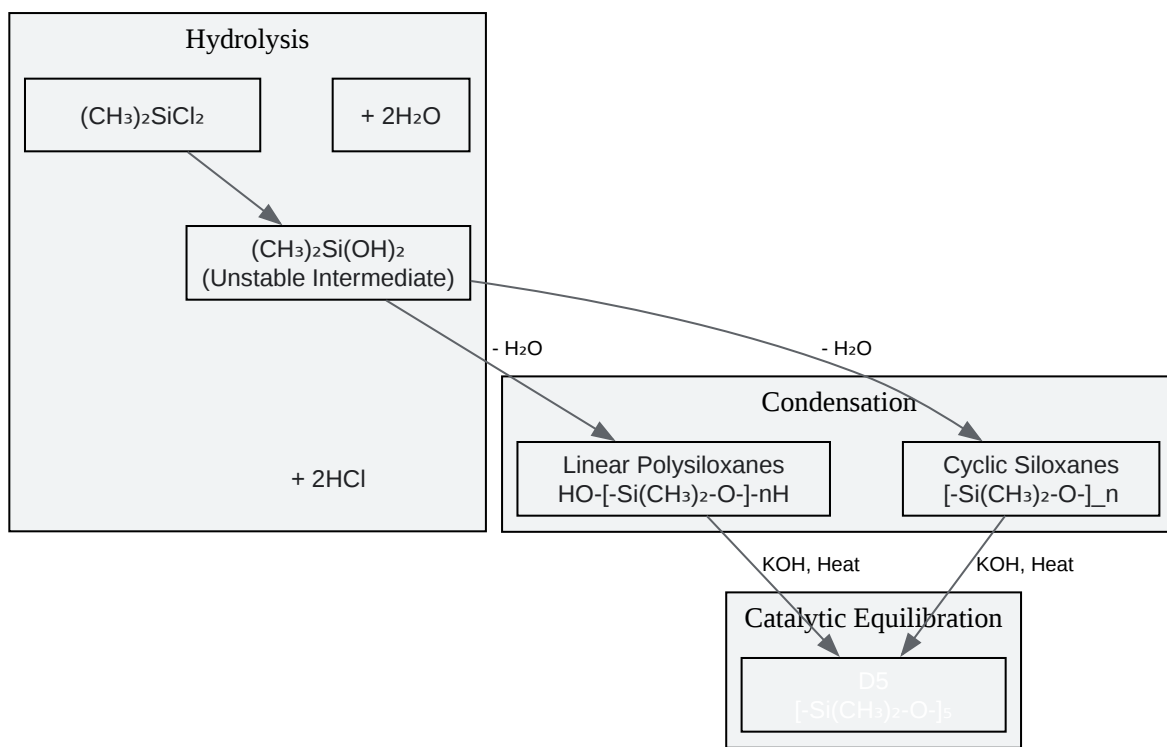 Hydrolysis
(CH₃)₂SiCl₂
+ 2H₂O
(CH₃)₂Si(OH)₂
(Unstable Intermediate)
- H₂O
- H₂O
Condensation
Linear Polysiloxanes
HO-[-Si(CH₃)₂-O-]-nH
Cyclic Siloxanes
[-Si(CH₃)₂-O-]_n
+ 2HCl
KOH, Heat
KOH, Heat
Catalytic Equilibration
D5
[-Si(CH₃)₂-O-]₅